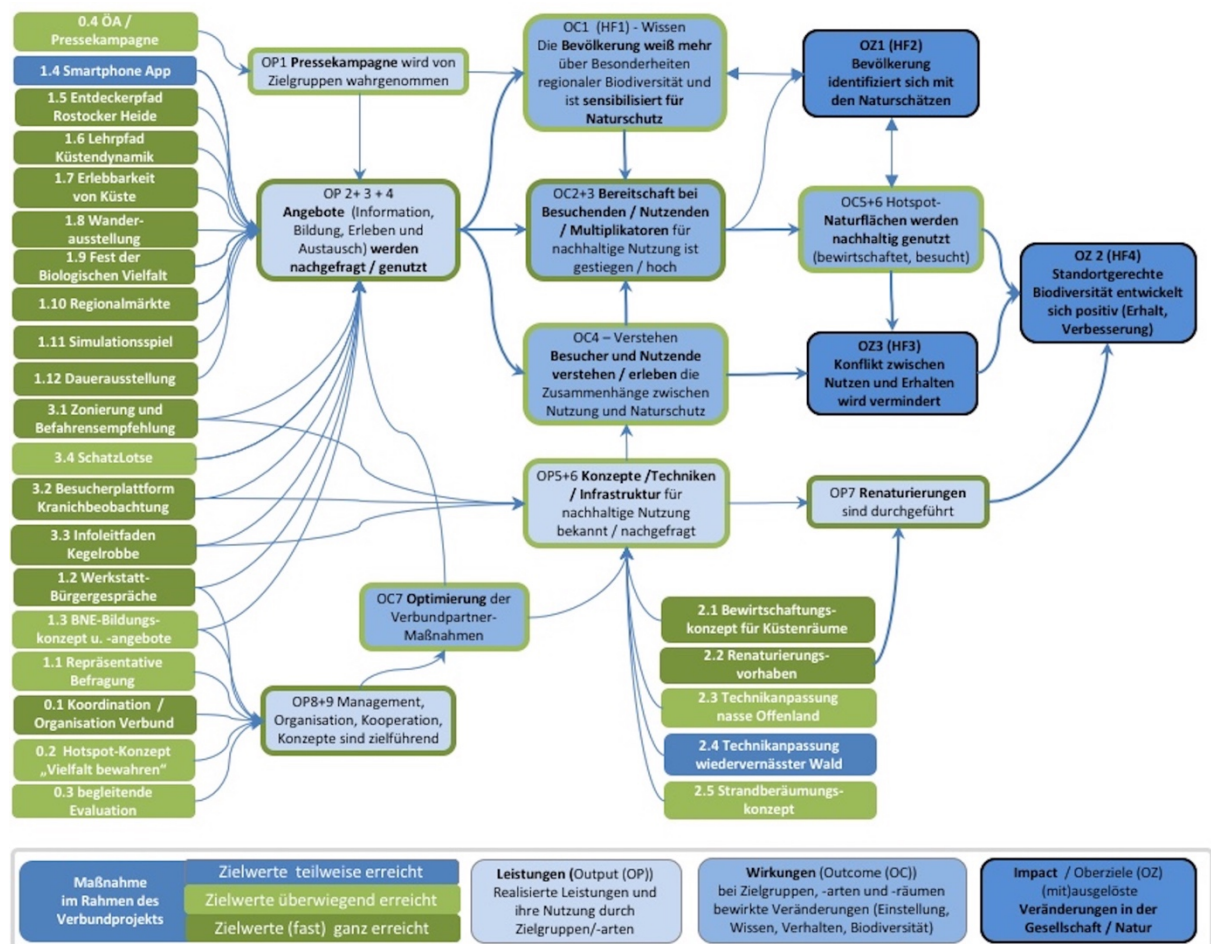 0.4 ÖA /
Pressekampagne
1.4 Smartphone App
1.5 Entdeckerpfad
Rostocker Heide
1.6 Lehrpfad
Küstendynamik
1.7 Erlebbarkeit
von Küste
1.8 Wander-
ausstellung
1.9 Fest der
Biologischen Vielfalt
1.10 Regionalmärkte
1.11 Simulationsspiel
1.12 Dauerausstellung
3.1 Zonierung und
Befahrensempfehlung
3.4 SchatzLotse
3.2 Besucherplattform
Kranichbeobachtung
3.3 Infoleitfaden
Kegelrobbe
1.2 Werkstatt-
Bürgergespräche
1.3 BNE-Bildungs-
konzept u. -angebote
1.1 Repräsentative
Befragung
0.1 Koordination /
Organisation Verbund
0.2 Hotspot-Konzept
„Vielfalt bewahren“
0.3 begleitende
Evaluation
OP1 Pressekampagne wird von
Zielgruppen wahrgenommen
OP 2+ 3 + 4
Angebote (Information,
Bildung, Erleben und
Austausch) werden
nachgefragt / genutzt
OC7 Optimierung der
Verbundpartner-
Maßnahmen
OP8+9 Management,
Organisation, Kooperation,
Konzepte sind zielführend
OC1 (HF1) - Wissen
Die Bevölkerung weiß mehr
über Besonderheiten
regionaler Biodiversität und
ist sensibilisiert für
Naturschutz
OC2+3 Bereitschaft bei
Besuchenden / Nutzenden
/ Multiplikatoren für
nachhaltige Nutzung ist
gestiegen / hoch
OC4 – Verstehen
Besucher und Nutzende
verstehen / erleben die
Zusammenhänge zwischen
Nutzung und Naturschutz
OP5+6 Konzepte /Techniken
/ Infrastruktur für
nachhaltige Nutzung
bekannt / nachgefragt
2.1 Bewirtschaftungs-
konzept für Küstenräume
2.2 Renaturierungs-
vorhaben
2.3 Technikanpassung
nasse Offenland
2.4 Technikanpassung
wiedervernässter Wald
2.5 Strandberäumungs-
konzept
OZ1 (HF2)
Bevölkerung
identifiziert sich mit
den Naturschätzen
OC5+6 Hotspot-
Naturflächen werden
nachhaltig genutzt
(bewirtschaftet, besucht)
OZ3 (HF3)
Konflikt zwischen
Nutzen und Erhalten
wird vermindert
OP7 Renaturierungen
sind durchgeführt
OZ 2 (HF4)
Standortgerechte
Biodiversität entwickelt
sich positiv (Erhalt,
Verbesserung)
Maßnahme
im Rahmen des
Verbundprojekts
Zielwerte teilweise erreicht
Zielwerte überwiegend erreicht
Zielwerte (fast) ganz erreicht
Leistungen (Output (OP))
Realisierte Leistungen und
ihre Nutzung durch
Zielgruppen/-arten
Wirkungen (Outcome (OC))
bei Zielgruppen, -arten und -räumen
bewirkte Veränderungen (Einstellung,
Wissen, Verhalten, Biodiversität)
Impact / Oberziele (OZ)
(mit)ausgelöste
Veränderungen in der
Gesellschaft / Natur